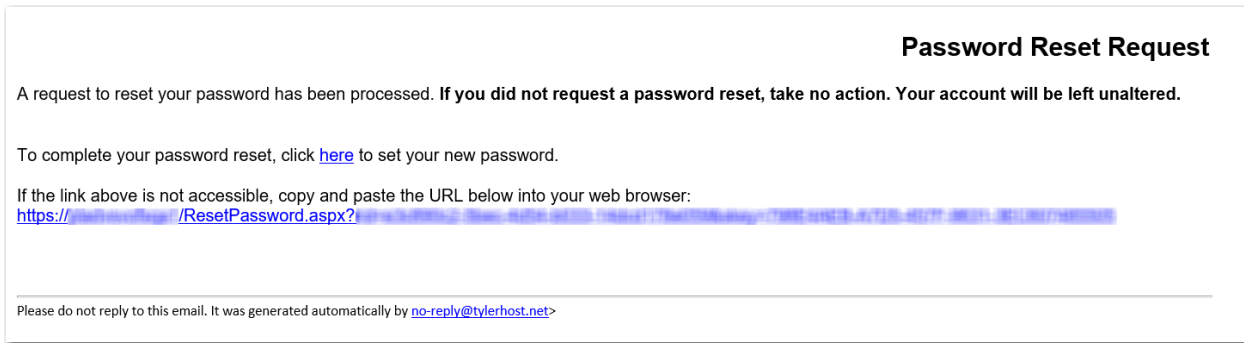 Password Reset Request
A request to reset your password has been processed. If you did not request a password reset, take no action. Your account will be left unaltered.
To complete your password reset, click here to set your new password.
If the link above is not accessible, copy and paste the URL below into your web browser:
https:// /ResetPassword.aspx?
Please do not reply to this email. It was generated automatically by no-reply@tylerhost.net>